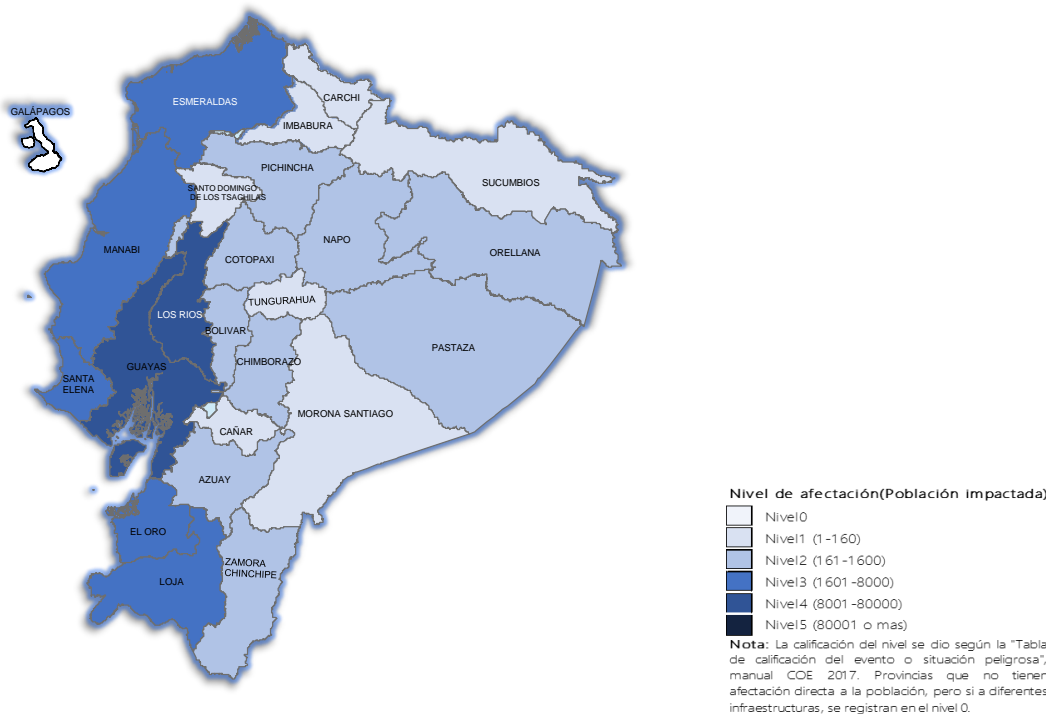 ESMERALDAS
CARCHI
GALÁPAGOS
IMBABURA
PICHINCHA
SUCUMBIOS
SANTO DOMINGO
DE LOS TSACHILAS
MANABI
NAPO
ORELLANA
COTOPAXI
TUNGURAHUA
LOS RIOS
BOLIVAR
PASTAZA
CHIMBORAZO
GUAYAS
SANTA
ELENA
MORONA SANTIAGO
CAÑAR
AZUAY
EL ORO
ZAMORA
CHINCHIPE
LOJA
Nivel de afectación(Población impactada)
Nivel0
Nivel1 (1-160)
Nivel2 (161-1600)
Nivel3 (1601-8000)
Nivel4 (8001-80000)
Nivel5 (80001 o mas)
Nota: La calificación del nivel se dio según la "Tabla
de calificación del evento o situación peligrosa",
manual COE 2017. Provincias que no tienen
afectación directa a la población, pero si a diferentes
infraestructuras, se registran en el nivel 0.